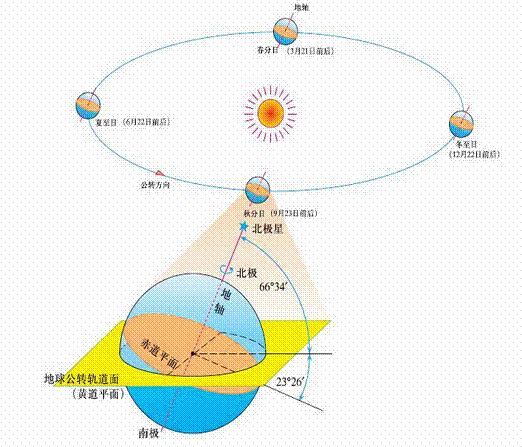 地轴
春分日 (3月21日前后)
夏至日 (6月22日前后)
冬至日
(12月22日前后)
公转方向
秋分日 (9月23日前后)
北极星
北极
地
轴
66°34′
赤道平面
地球公转轨道面
(黄道平面)
23°26′
南极